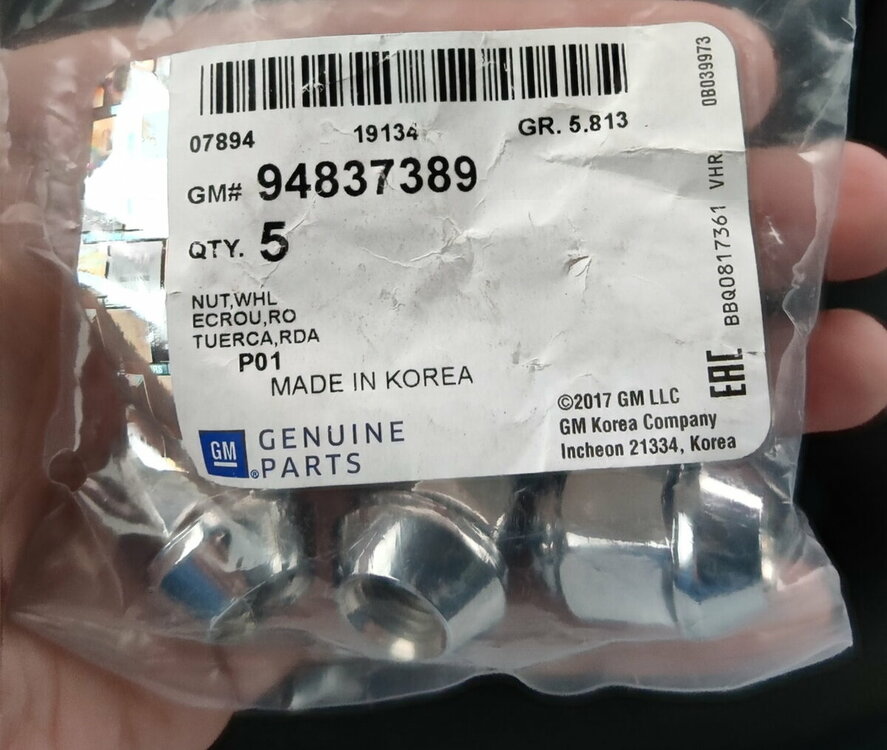 07894 19134 GR. 5.813
GM# 94837389
QTY. 5
NUT,WHL
ECROU,RO
TUERCA,RDA
P01
MADE IN KOREA
GM GENUINE
®PARTS
©2017 GM LLC
GM Korea Company
Incheon 21334, Korea
0B039973
BBQ0817361 VHR
EAC